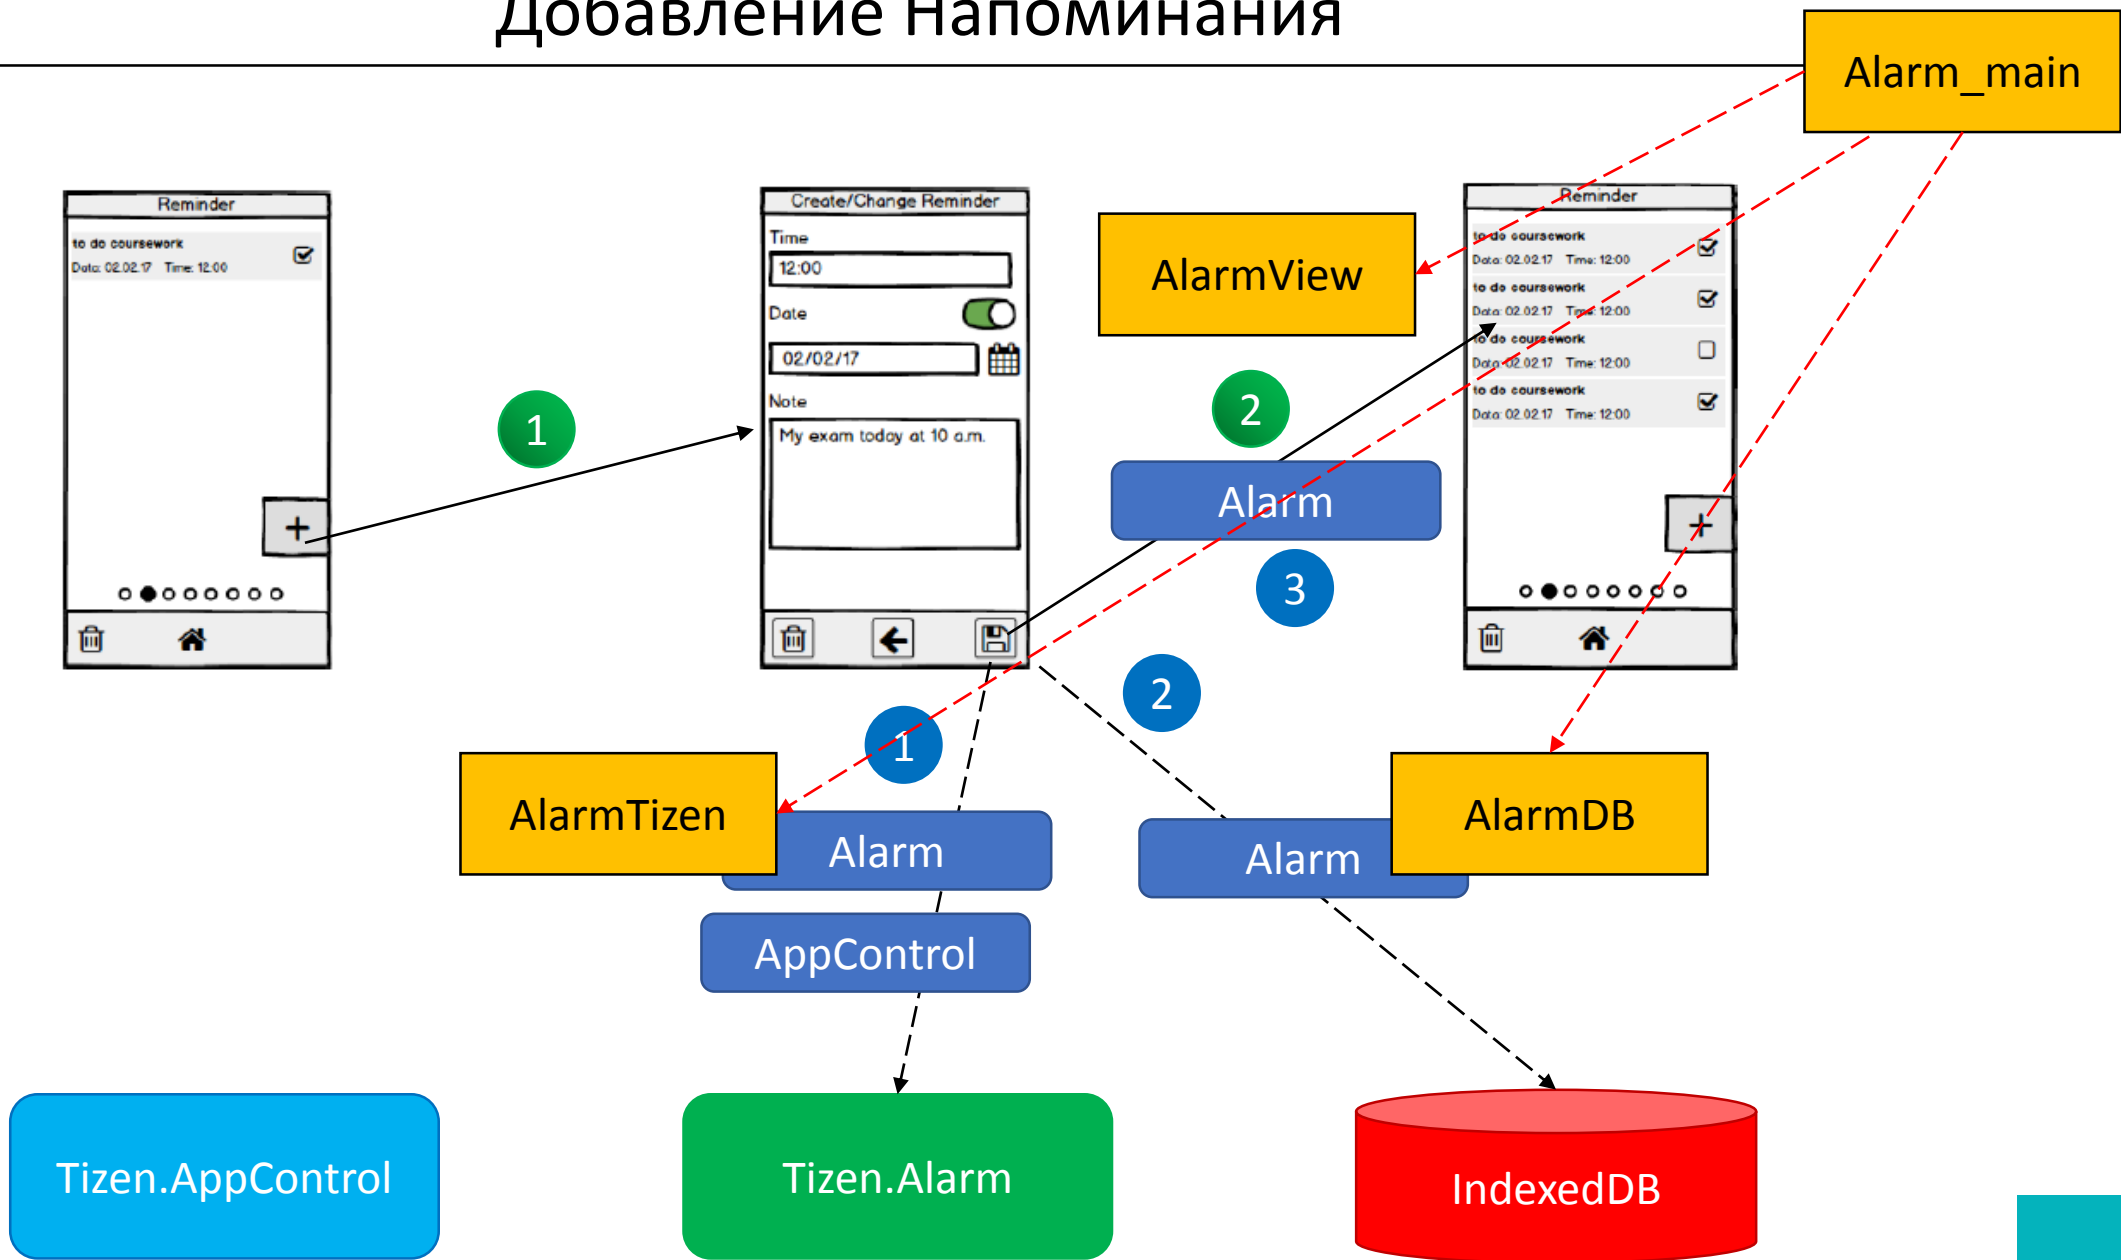 Добавление Напоминания
Alarm_main
Reminder
to do coursework
Data: 02.02.17 Time: 12:00
+
Create/Change Reminder
Time
12:00
Date
02/02/17
Note
My exam today at 10 a.m.
Reminder
to do coursework
Data: 02.02.17 Time: 12:00
to do coursework
Data: 02.02.17 Time: 12:00
to do coursework
Data: 02.02.17 Time: 12:00
to do coursework
Data: 02.02.17 Time: 12:00
+
AlarmView
1
2
Alarm
3
2
1
AlarmTizen
Alarm
AppControl
Alarm
AlarmDB
Tizen.AppControl
Tizen.Alarm
IndexedDB